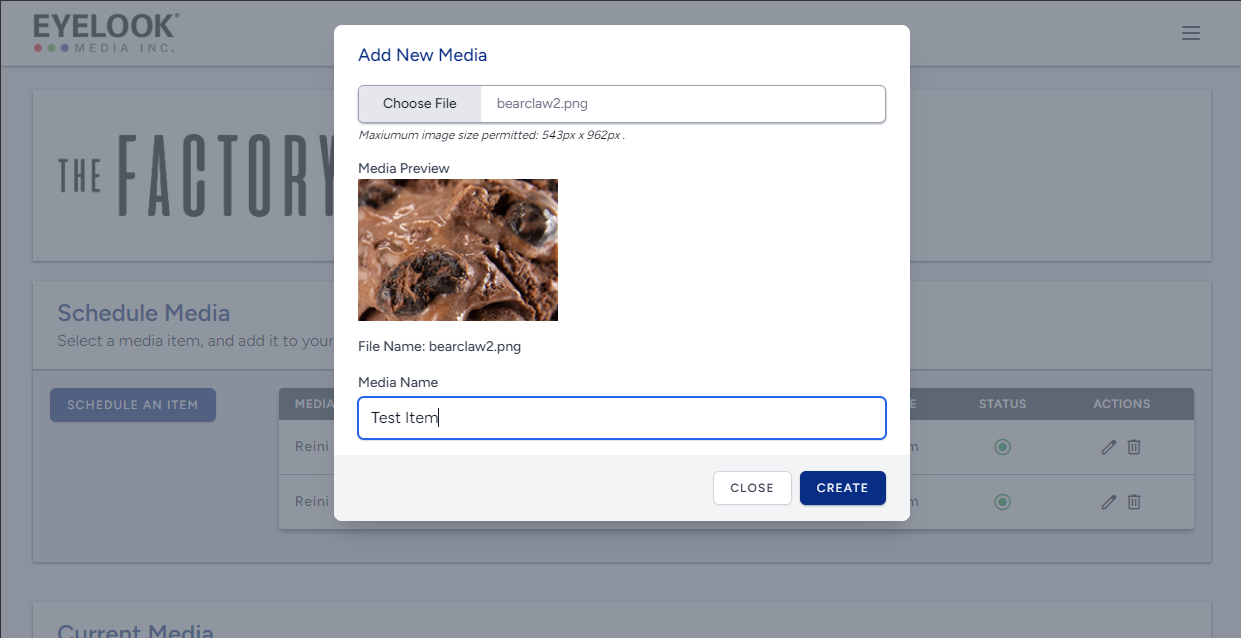 EYELOOK®
MEDIA INC.
THE FACTORY
Add New Media
Choose File
bearclaw2.png
Maxiumum image size permitted: 543px x 962px .
Media Preview
File Name: bearclaw2.png
Media Name
Test Item
CLOSE
CREATE
Schedule Media
Select a media item, and add it to your
SCHEDULE AN ITEM
MEDIA
STATUS
ACTIONS
Reini
Reini
Current Media